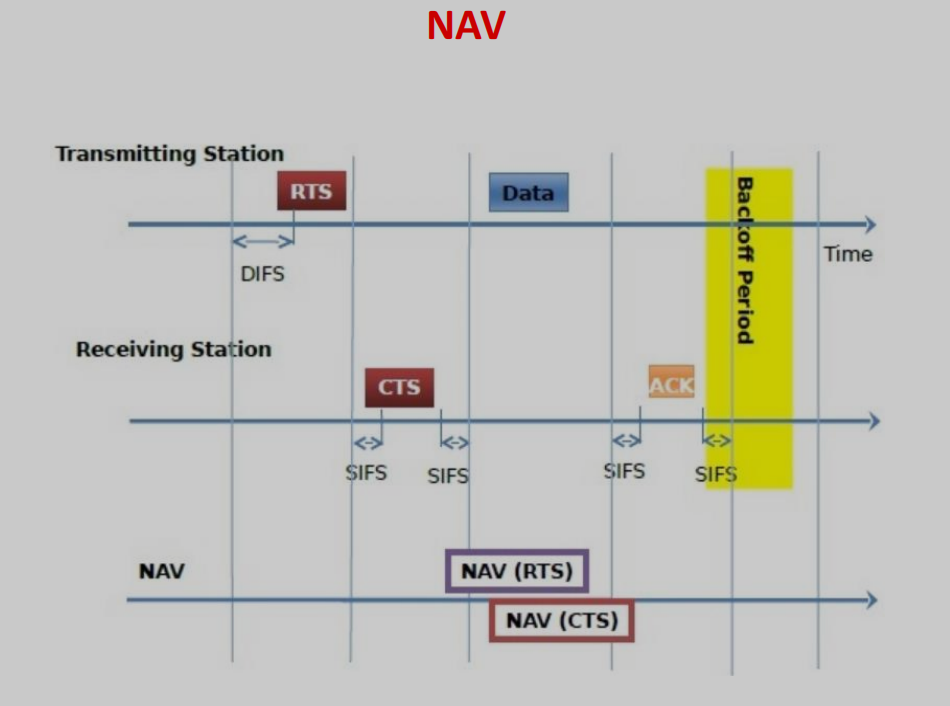 NAV
Transmitting Station
RTS
Data
Backoff Period
Time
DIFS
Receiving Station
CTS
ACK
SIFS
SIFS
SIFS
SIFS
NAV
NAV (RTS)
NAV (CTS)